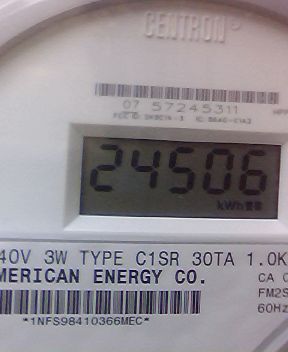 CENTRON®
07 57245311
24506
kWh
40V 3W TYPE C1SR 30TA 1.0K
MERICAN ENERGY CO.
CA
FM2S
60Hz
*1NFS98410366MEC*